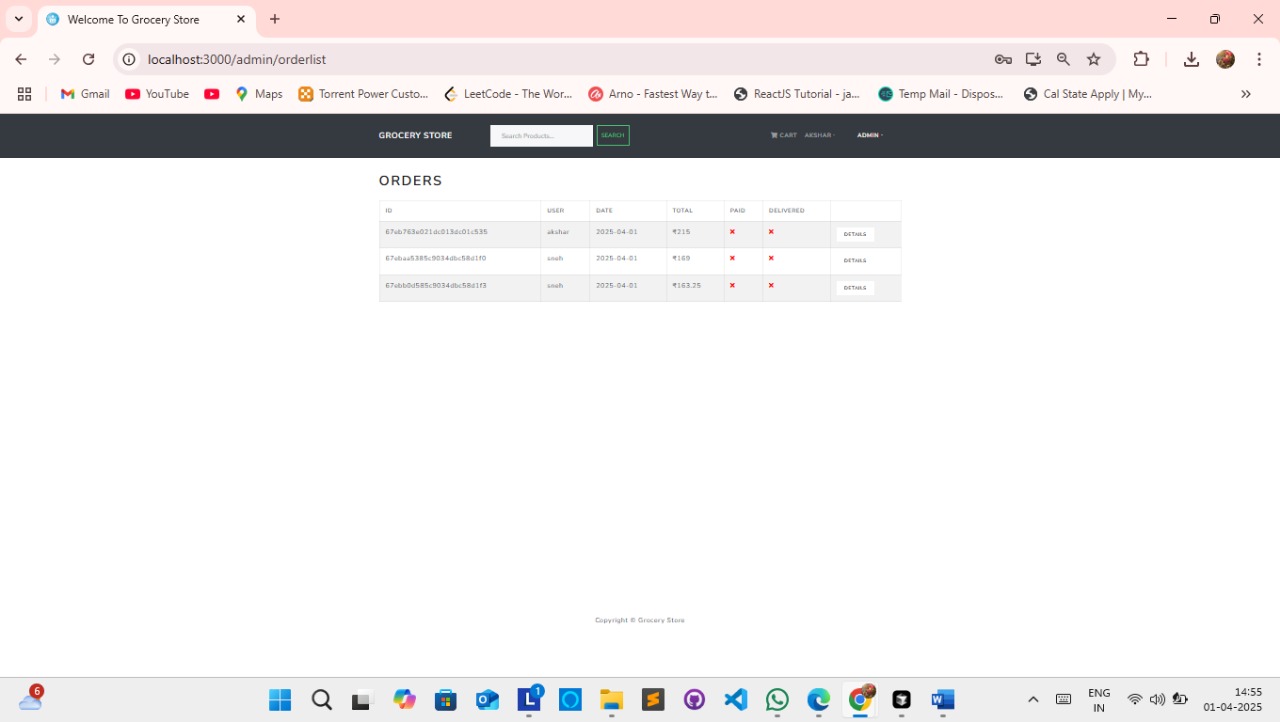 Welcome To Grocery Store
localhost:3000/admin/orderlist
Gmail YouTube Maps Torrent Power Custo... LeetCode - The Wor... Arno - Fastest Way t... ReactJS Tutorial - ja... Temp Mail - Dispos... Cal State Apply | My...
GROCERY STORE Search Products... SEARCH CART AKSHAR ADMIN
ORDERS
ID USER DATE TOTAL PAID DELIVERED
67eb763e021dc013dc01c535 akshar 2025-04-01 ₹215 DETAILS
67ebaa5385c9034dbc58d1f0 sneh 2025-04-01 ₹169 DETAILS
67ebb0d585c9034dbc58d1f3 sneh 2025-04-01 ₹163.25 DETAILS
Copyright © Grocery Store
6 1 ENG 14:55
IN 01-04-2025